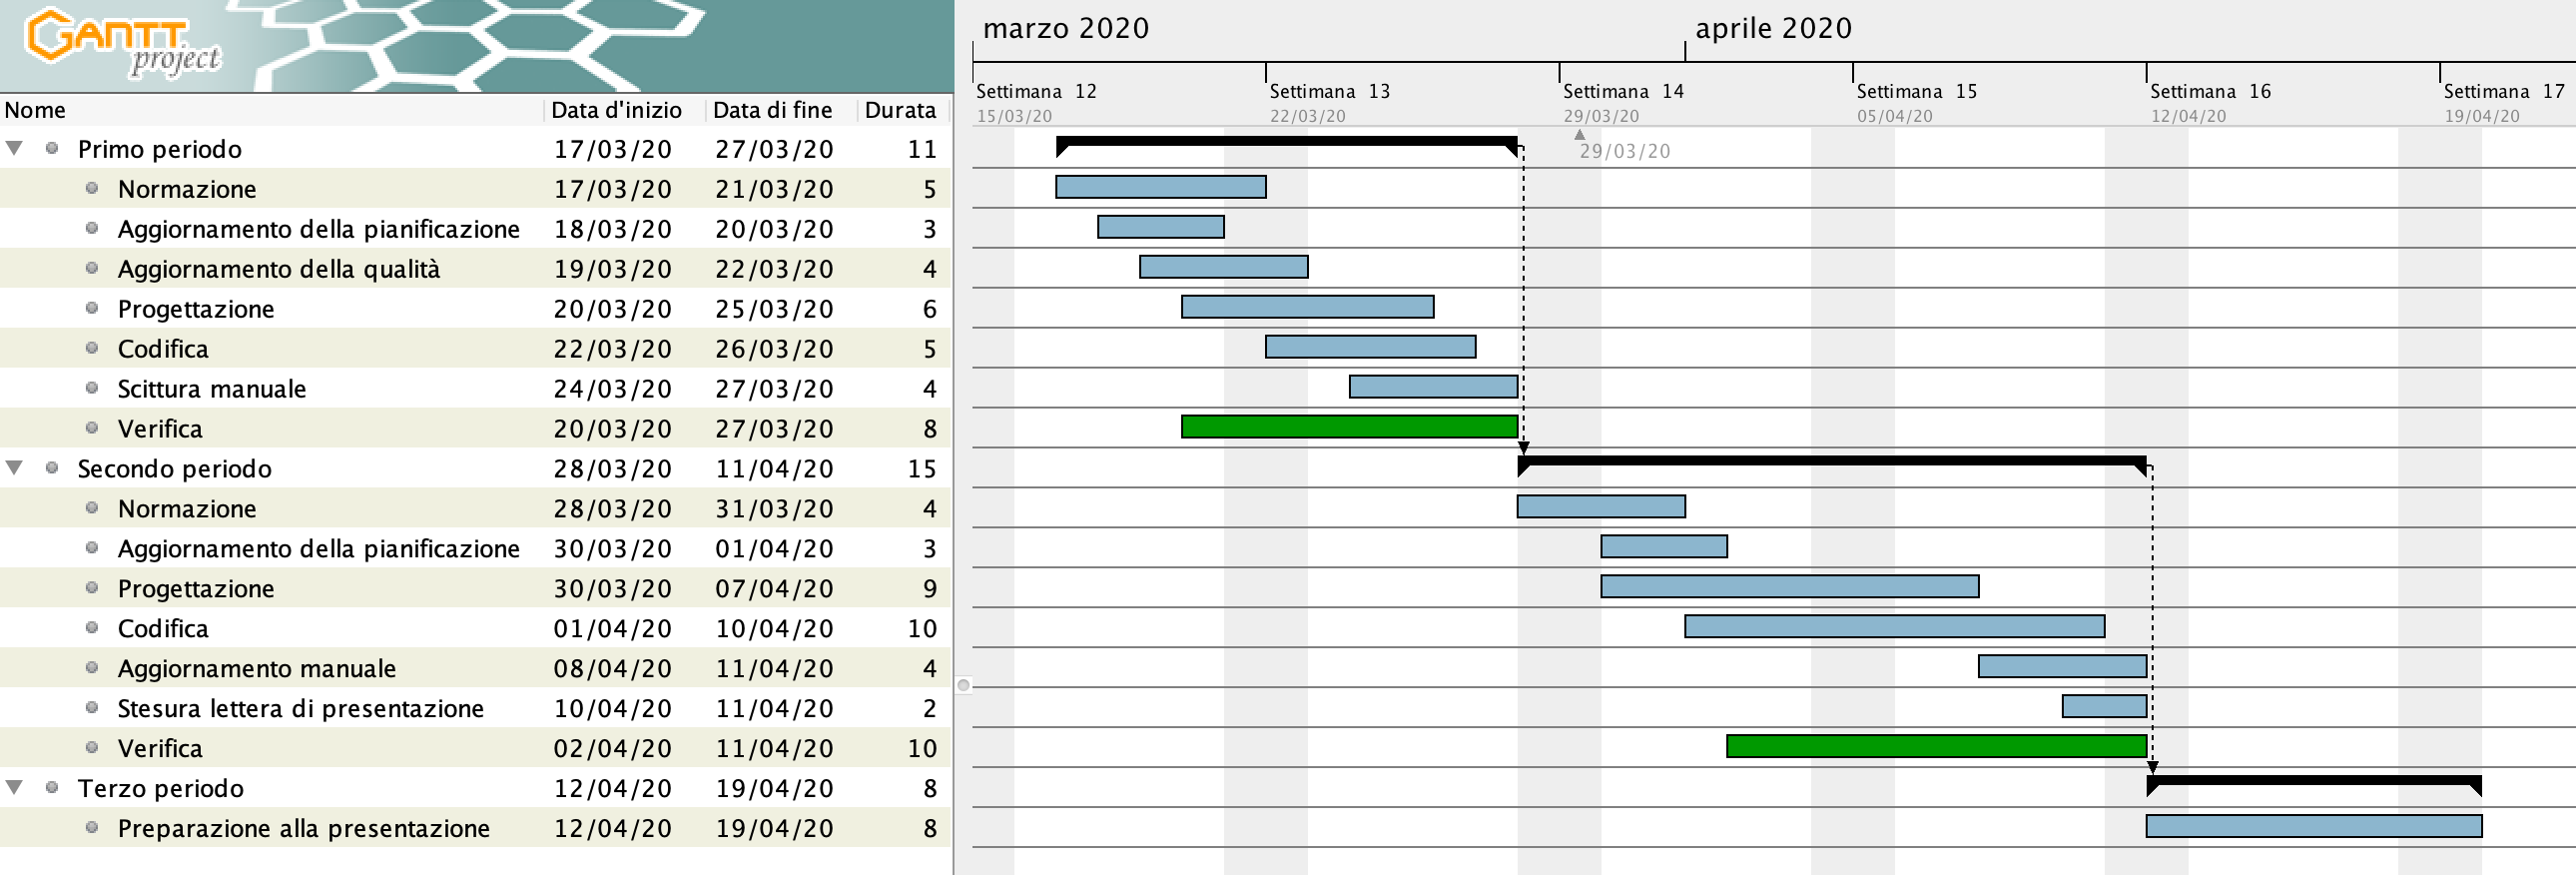 GANTT
project
marzo 2020 aprile 2020
Settimana 12 Settimana 13 Settimana 14 Settimana 15 Settimana 16 Settimana 17
15/03/20 22/03/20 29/03/20 05/04/20 12/04/20 19/04/20
Nome Data d'inizio Data di fine Durata
Primo periodo 17/03/20 27/03/20 11
29/03/20
Normazione 17/03/20 21/03/20 5
Aggiornamento della pianificazione 18/03/20 20/03/20 3
Aggiornamento della qualità 19/03/20 22/03/20 4
Progettazione 20/03/20 25/03/20 6
Codifica 22/03/20 26/03/20 5
Scittura manuale 24/03/20 27/03/20 4
Verifica 20/03/20 27/03/20 8
Secondo periodo 28/03/20 11/04/20 15
Normazione 28/03/20 31/03/20 4
Aggiornamento della pianificazione 30/03/20 01/04/20 3
Progettazione 30/03/20 07/04/20 9
Codifica 01/04/20 10/04/20 10
Aggiornamento manuale 08/04/20 11/04/20 4
Stesura lettera di presentazione 10/04/20 11/04/20 2
Verifica 02/04/20 11/04/20 10
Terzo periodo 12/04/20 19/04/20 8
Preparazione alla presentazione 12/04/20 19/04/20 8